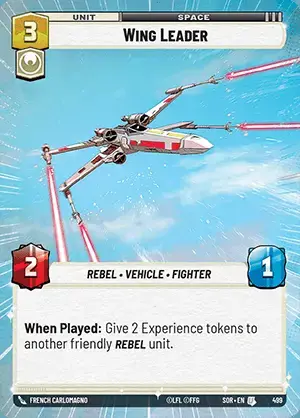 UNIT SPACE
3 WING LEADER
2 1
REBEL • VEHICLE • FIGHTER
When Played: Give 2 Experience tokens to
another friendly REBEL unit.
FRENCH CARLOMAGNO ©LFL ©FFG SOR • EN U 499